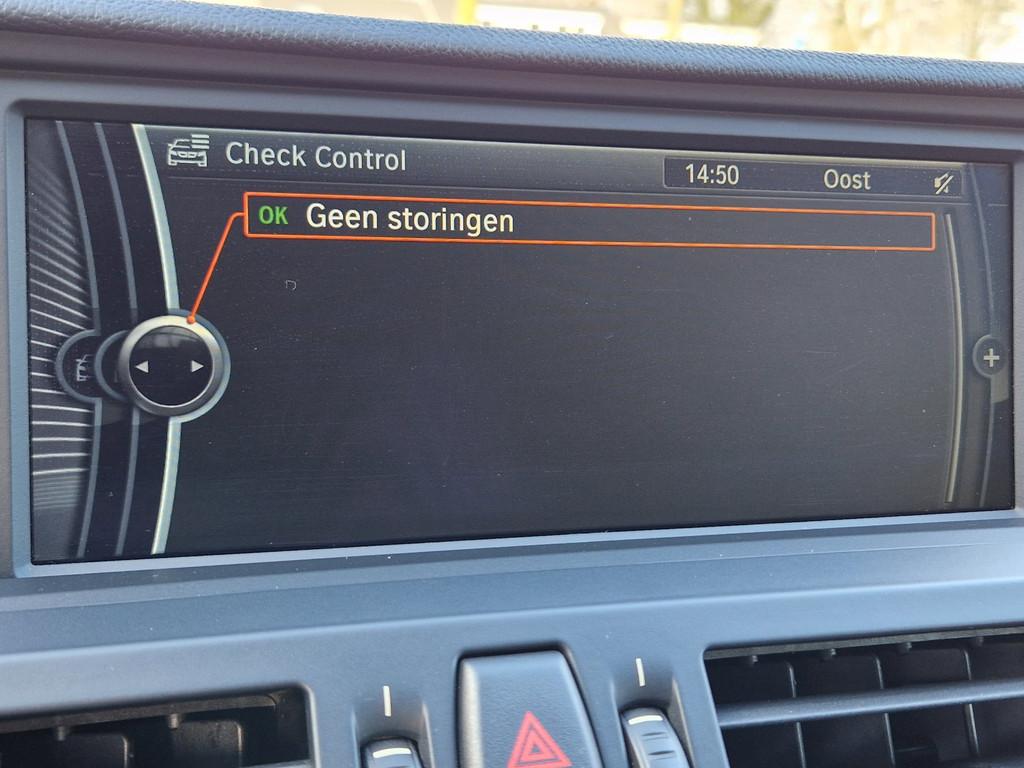 Check Control
14:50 Oost
OK Geen storingen